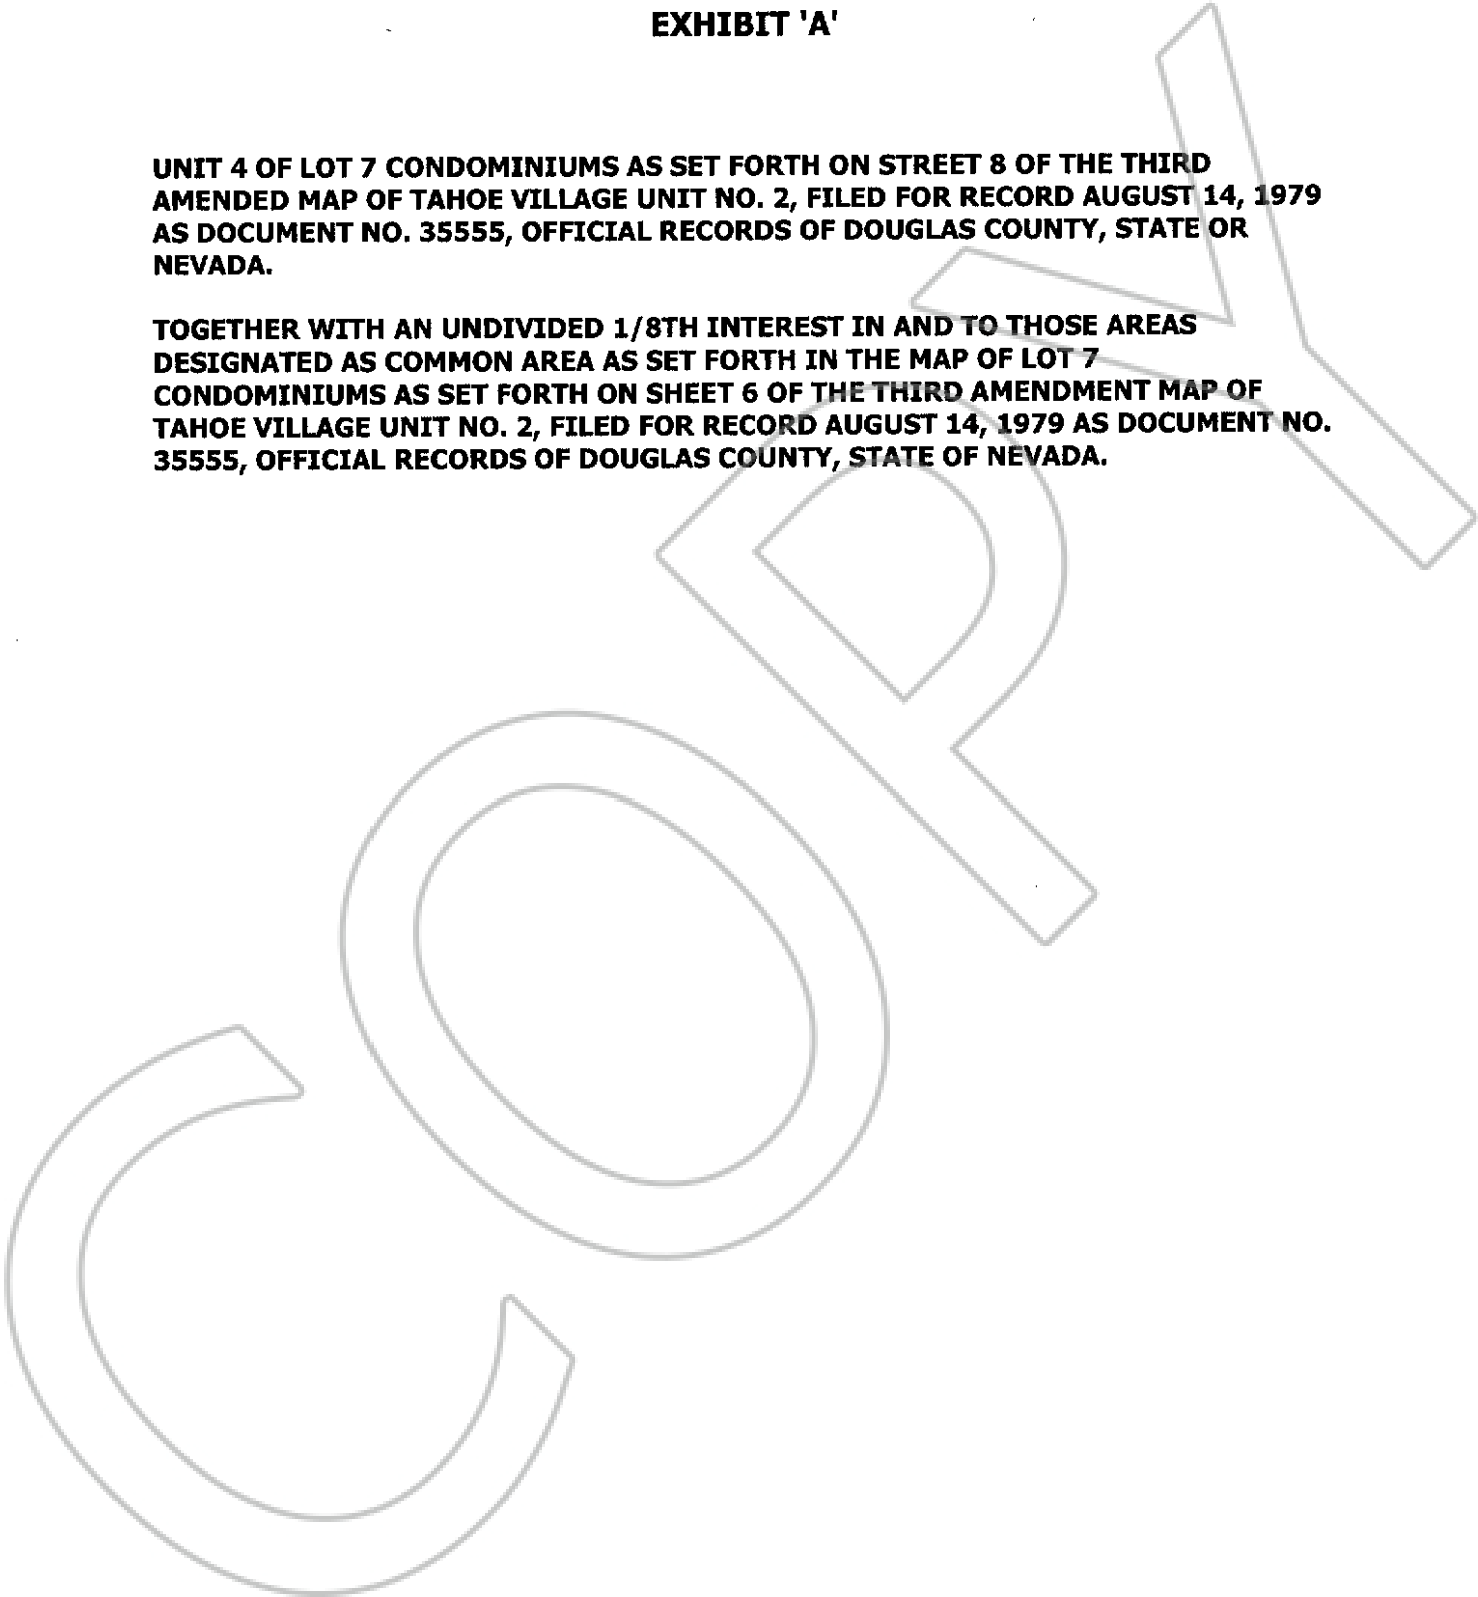 EXHIBIT 'A'
UNIT 4 OF LOT 7 CONDOMINIUMS AS SET FORTH ON STREET 8 OF THE THIRD
AMENDED MAP OF TAHOE VILLAGE UNIT NO. 2, FILED FOR RECORD AUGUST 14, 1979
AS DOCUMENT NO. 35555, OFFICIAL RECORDS OF DOUGLAS COUNTY, STATE OR
NEVADA.
TOGETHER WITH AN UNDIVIDED 1/8TH INTEREST IN AND TO THOSE AREAS
DESIGNATED AS COMMON AREA AS SET FORTH IN THE MAP OF LOT 7
CONDOMINIUMS AS SET FORTH ON SHEET 6 OF THE THIRD AMENDMENT MAP OF
TAHOE VILLAGE UNIT NO. 2, FILED FOR RECORD AUGUST 14, 1979 AS DOCUMENT NO.
35555, OFFICIAL RECORDS OF DOUGLAS COUNTY, STATE OF NEVADA.
COPY